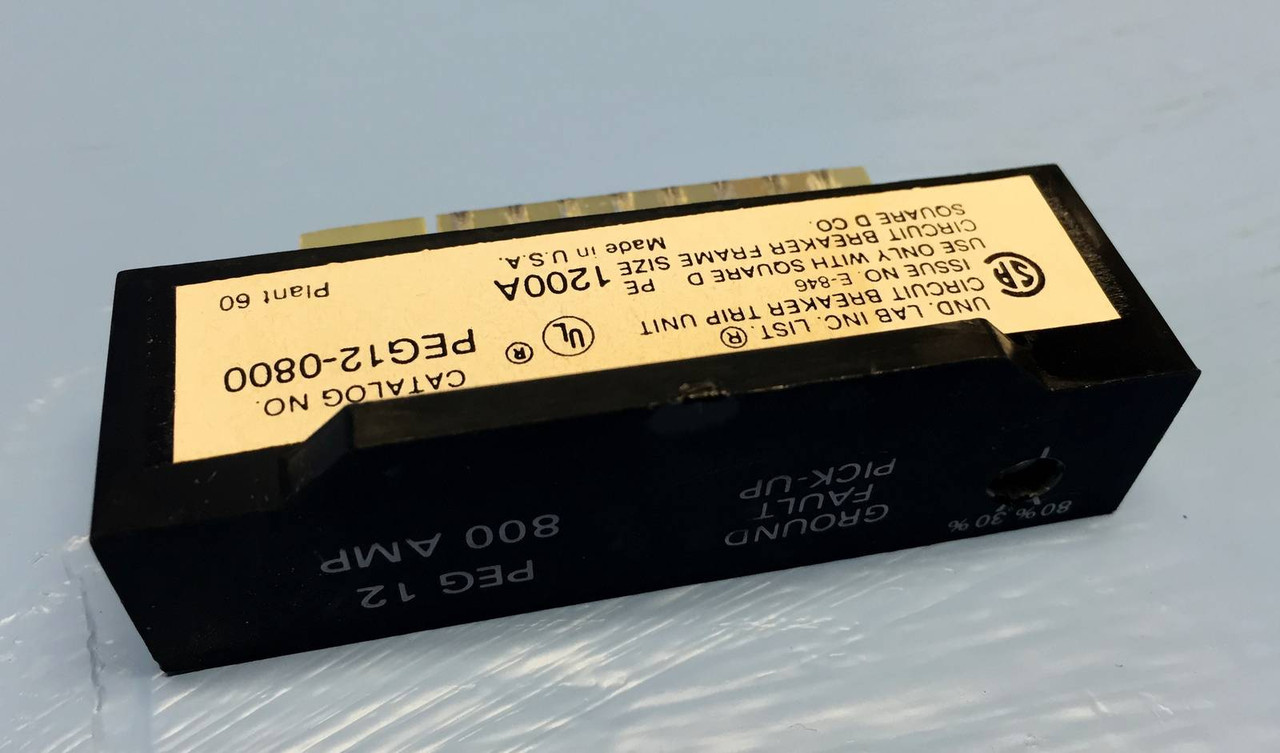 CATALOG NO.
PEG12-0800
Plant 60
UL ®
UND. LAB INC. LIST. ®
CIRCUIT BREAKER TRIP UNIT
ISSUE NO. E-846
USE ONLY WITH SQUARE D PE
CIRCUIT BREAKER FRAME SIZE 1200A
SQUARE D CO. Made in U.S.A.
SA
PEG 12
800 AMP
GROUND
FAULT
PICK-UP
80% 30%